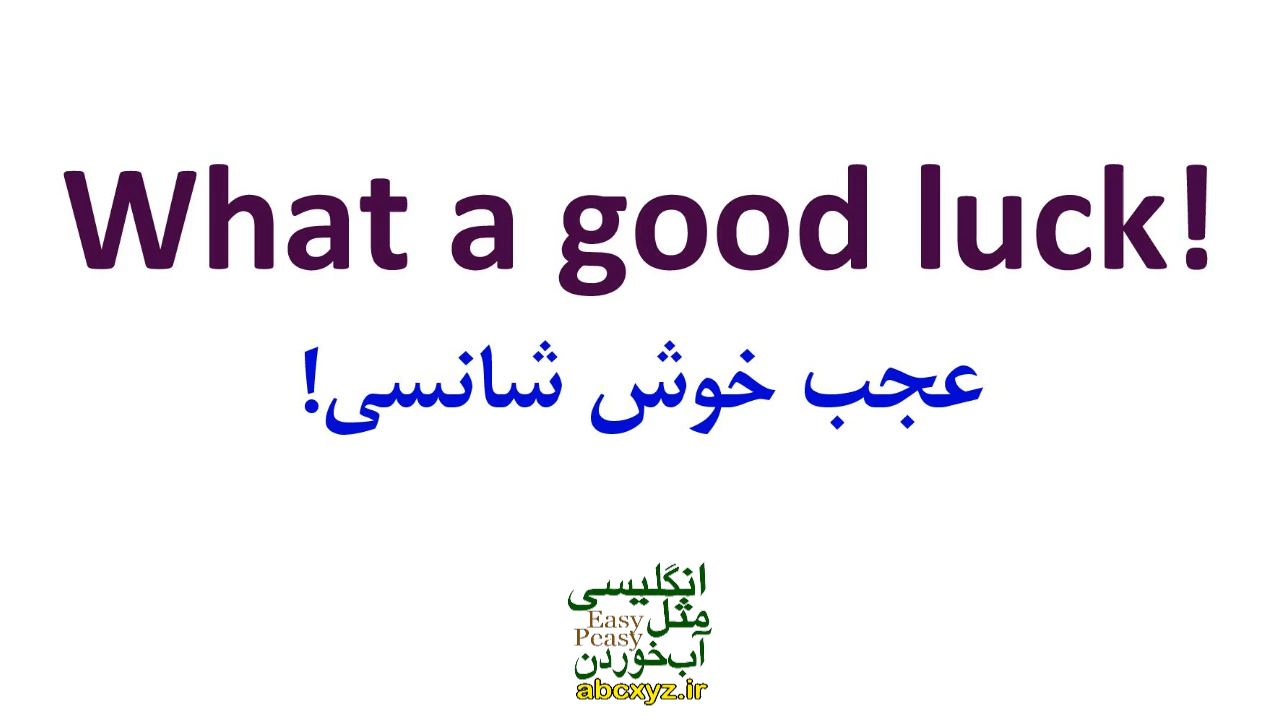 What a good luck!
عجب خوش شانسی!
انگلیسی
مثل
Easy
Peasy
آب‌خوردن
abcxyz.ir